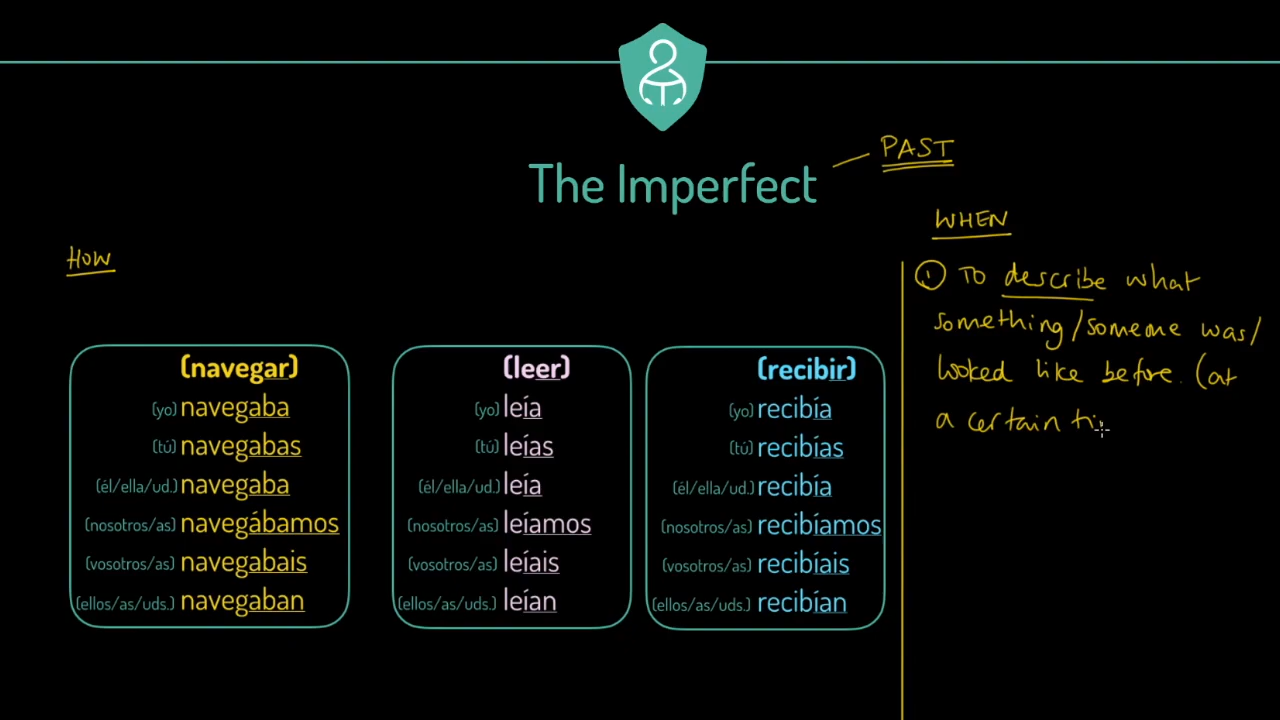 The Imperfect
PAST
WHEN
① TO describe what
something/someone was/
looked like before. (at
a certain ti
HOW
(navegar)
(yo) navegaba
(tú) navegabas
(él/ella/ud.) navegaba
(nosotros/as) navegábamos
(vosotros/as) navegabais
(ellos/as/uds.) navegaban
(leer)
(yo) leía
(tú) leías
(él/ella/ud.) leía
(nosotros/as) leíamos
(vosotros/as) leíais
(ellos/as/uds.) leían
(recibir)
(yo) recibía
(tú) recibías
(él/ella/ud.) recibía
(nosotros/as) recibíamos
(vosotros/as) recibíais
(ellos/as/uds.) recibían